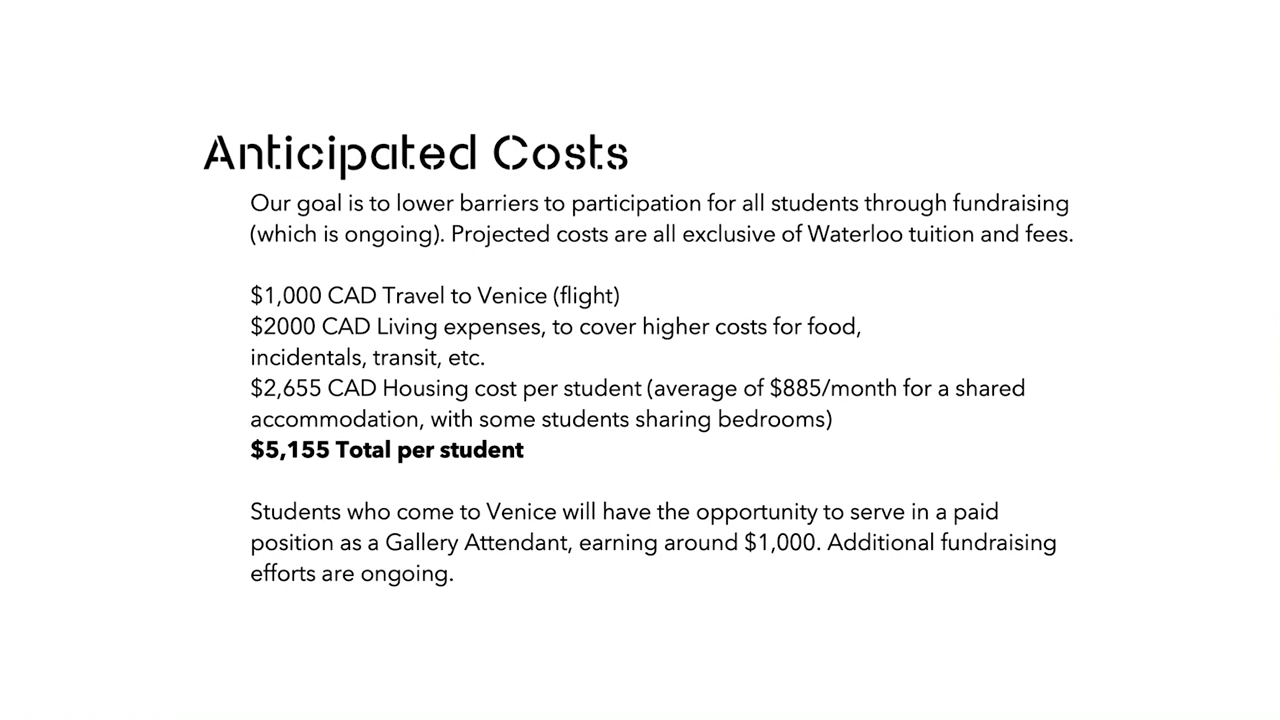 Anticipated Costs
Our goal is to lower barriers to participation for all students through fundraising
(which is ongoing). Projected costs are all exclusive of Waterloo tuition and fees.
$1,000 CAD Travel to Venice (flight)
$2000 CAD Living expenses, to cover higher costs for food,
incidentals, transit, etc.
$2,655 CAD Housing cost per student (average of $885/month for a shared
accommodation, with some students sharing bedrooms)
$5,155 Total per student
Students who come to Venice will have the opportunity to serve in a paid
position as a Gallery Attendant, earning around $1,000. Additional fundraising
efforts are ongoing.